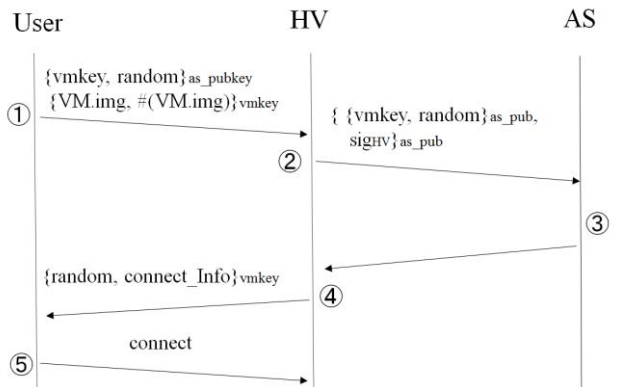 User HV AS
{vmkey, random}as_pubkey
{VM.img, #(VM.img)}vmkey
①
{ {vmkey, random}as_pub,
sigHV}as_pub
②
③
{random, connect_Info}vmkey
④
connect
⑤